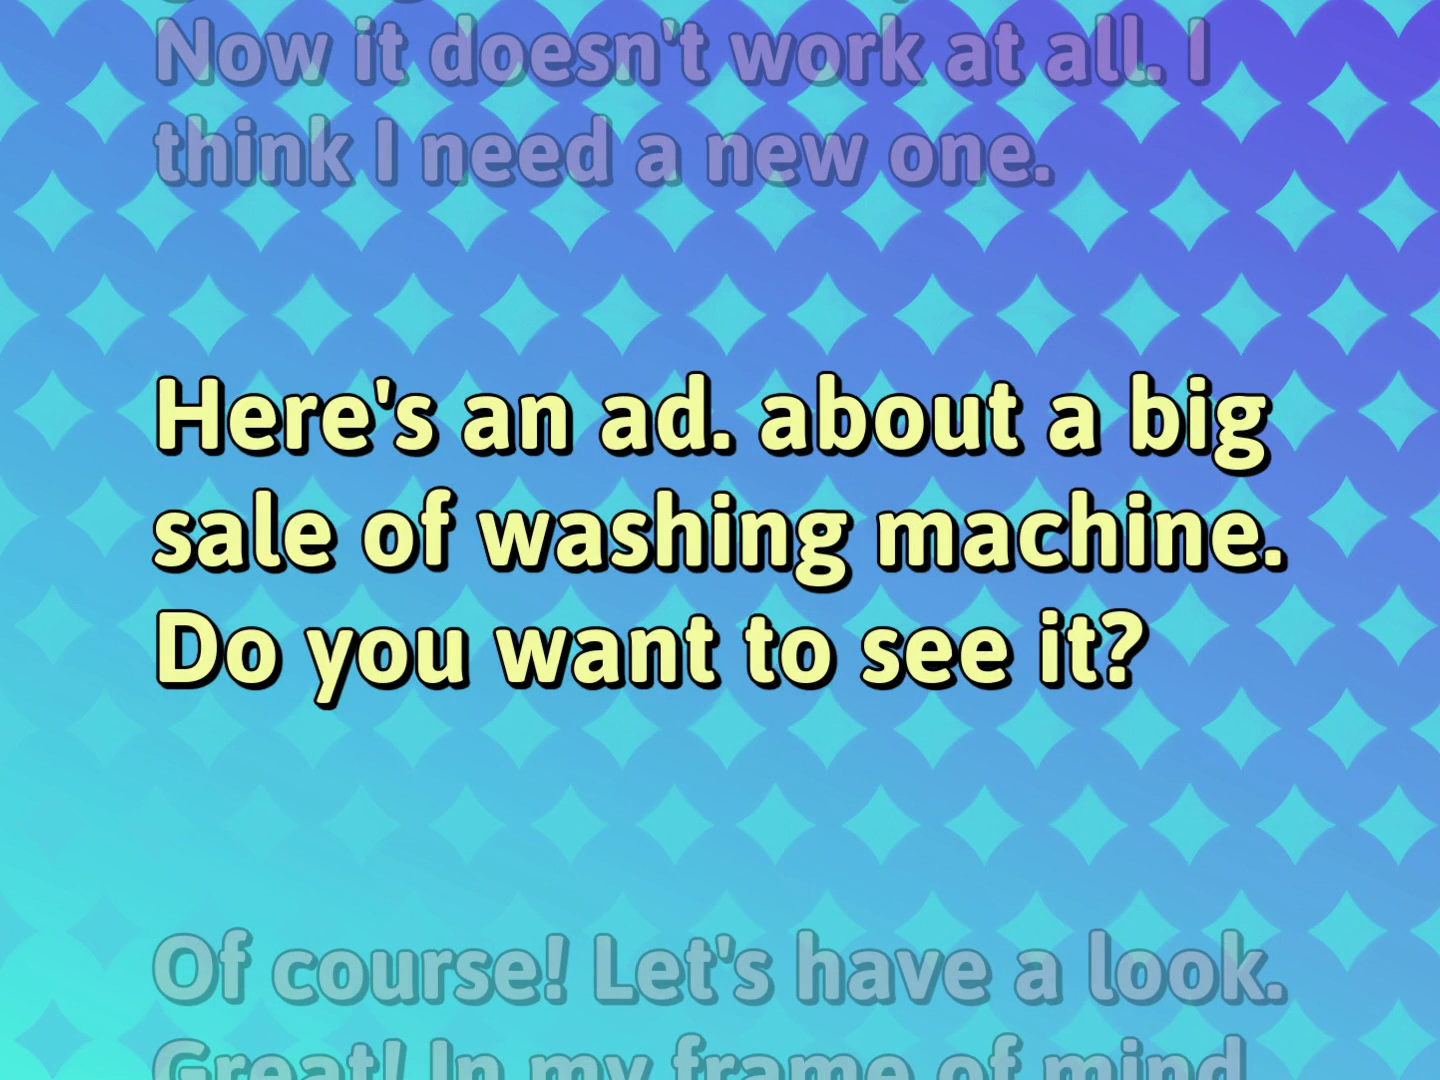 Now it doesn't work at all. I
think I need a new one.
Here's an ad. about a big
sale of washing machine.
Do you want to see it?
Of course! Let's have a look.
Great! In my frame of mind